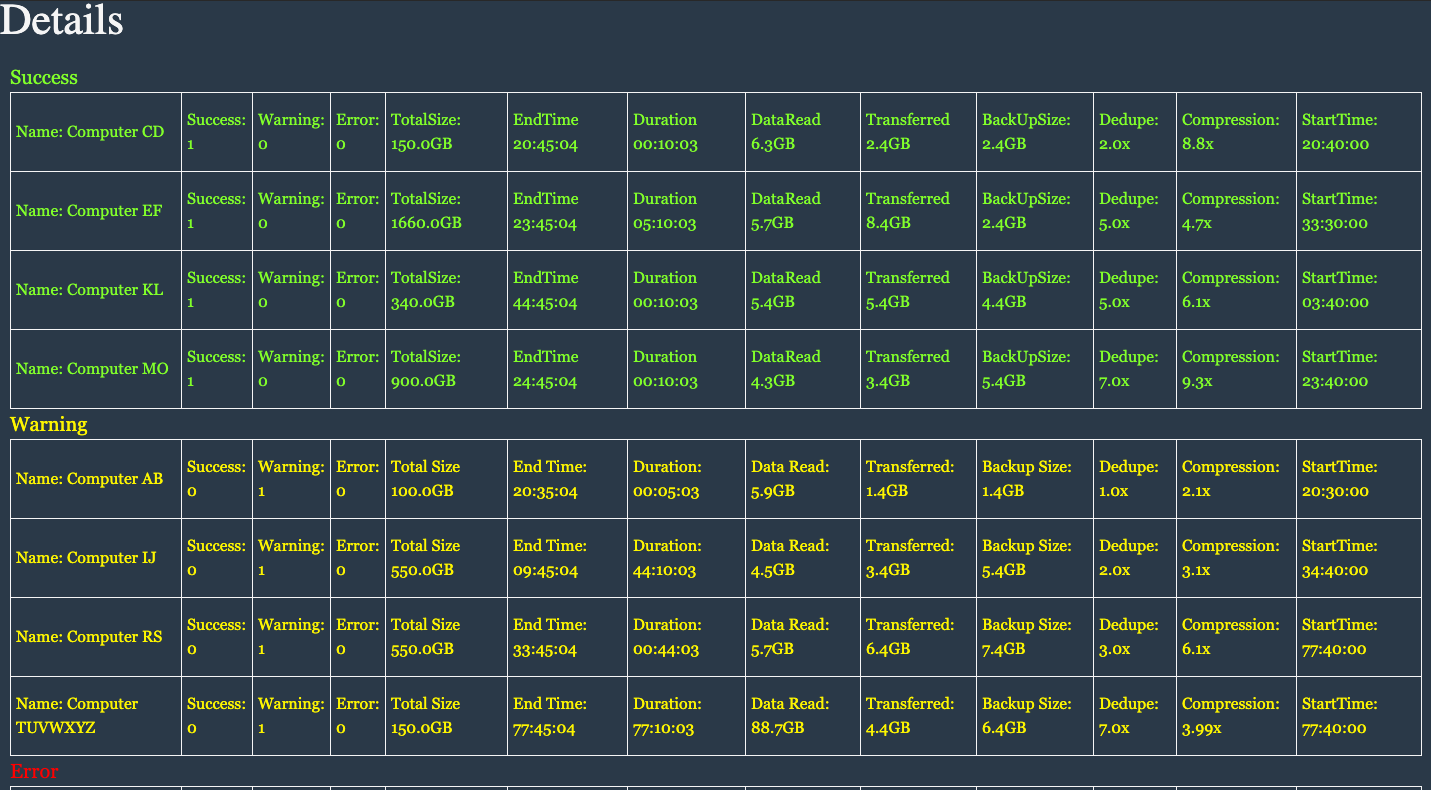 Details
Success
Name: Computer CD Success: 1 Warning: 0 Error: 0 TotalSize: 150.0GB EndTime 20:45:04 Duration 00:10:03 DataRead 6.3GB Transferred 2.4GB BackUpSize: 2.4GB Dedupe: 2.0x Compression: 8.8x StartTime: 20:40:00
Name: Computer EF Success: 1 Warning: 0 Error: 0 TotalSize: 1660.0GB EndTime 23:45:04 Duration 05:10:03 DataRead 5.7GB Transferred 8.4GB BackUpSize: 2.4GB Dedupe: 5.0x Compression: 4.7x StartTime: 33:30:00
Name: Computer KL Success: 1 Warning: 0 Error: 0 TotalSize: 340.0GB EndTime 44:45:04 Duration 00:10:03 DataRead 5.4GB Transferred 5.4GB BackUpSize: 4.4GB Dedupe: 5.0x Compression: 6.1x StartTime: 03:40:00
Name: Computer MO Success: 1 Warning: 0 Error: 0 TotalSize: 900.0GB EndTime 24:45:04 Duration 00:10:03 DataRead 4.3GB Transferred 3.4GB BackUpSize: 5.4GB Dedupe: 7.0x Compression: 9.3x StartTime: 23:40:00
Warning
Name: Computer AB Success: 0 Warning: 1 Error: 0 Total Size 100.0GB End Time: 20:35:04 Duration: 00:05:03 Data Read: 5.9GB Transferred: 1.4GB Backup Size: 1.4GB Dedupe: 1.0x Compression: 2.1x StartTime: 20:30:00
Name: Computer IJ Success: 0 Warning: 1 Error: 0 Total Size 550.0GB End Time: 09:45:04 Duration: 44:10:03 Data Read: 4.5GB Transferred: 3.4GB Backup Size: 5.4GB Dedupe: 2.0x Compression: 3.1x StartTime: 34:40:00
Name: Computer RS Success: 0 Warning: 1 Error: 0 Total Size 550.0GB End Time: 33:45:04 Duration: 00:44:03 Data Read: 5.7GB Transferred: 6.4GB Backup Size: 7.4GB Dedupe: 3.0x Compression: 6.1x StartTime: 77:40:00
Name: Computer TUVWXYZ Success: 0 Warning: 1 Error: 0 Total Size 150.0GB End Time: 77:45:04 Duration: 77:10:03 Data Read: 88.7GB Transferred: 4.4GB Backup Size: 6.4GB Dedupe: 7.0x Compression: 3.99x StartTime: 77:40:00
Error